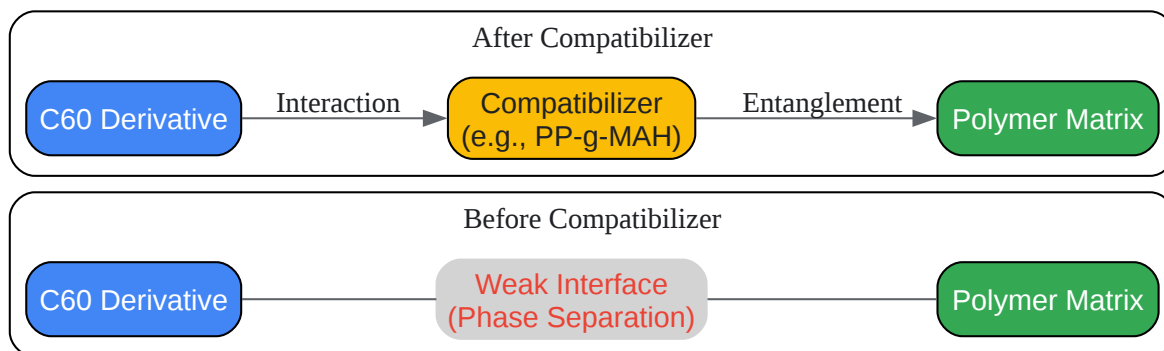 After Compatibilizer
C60 Derivative
Interaction
Compatibilizer
(e.g., PP-g-MAH)
Entanglement
Polymer Matrix
Before Compatibilizer
C60 Derivative
Weak Interface
(Phase Separation)
Polymer Matrix